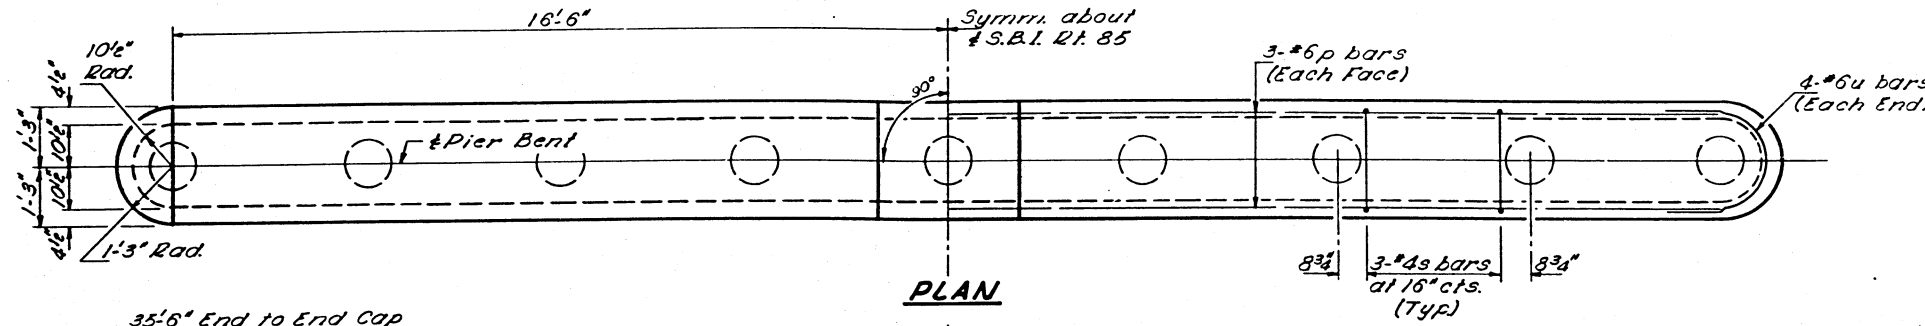 16'-6"
Symm. about
℄ S.B.I. Rt. 85
10½"
Rad.
4½"
1'-3"
10½"
10½"
1'-3"
4½"
1'-3" Rad.
℄ Pier Bent
90°
3-#6p bars
(Each Face)
4-#6u bars
(Each End)
8¾"
3-#4s bars
at 16" cts.
(Typ.)
8¾"
PLAN
35'-6" End to End Cap